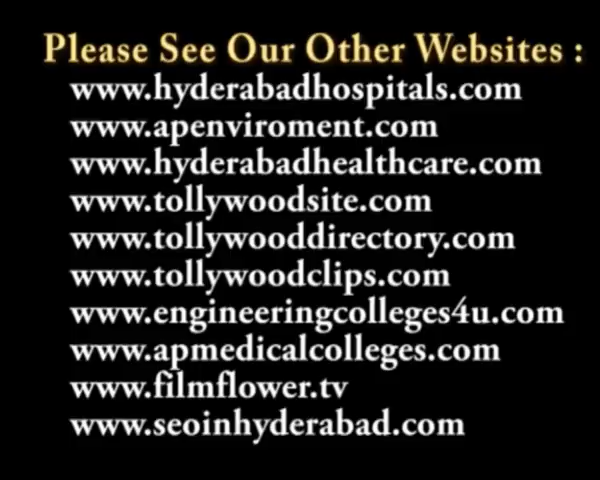 Please See Our Other Websites :
www.hyderabadhospitals.com
www.apenviroment.com
www.hyderabadhealthcare.com
www.tollywoodsite.com
www.tollywooddirectory.com
www.tollywoodclips.com
www.engineeringcolleges4u.com
www.apmedicalcolleges.com
www.filmflower.tv
www.seoinhyderabad.com